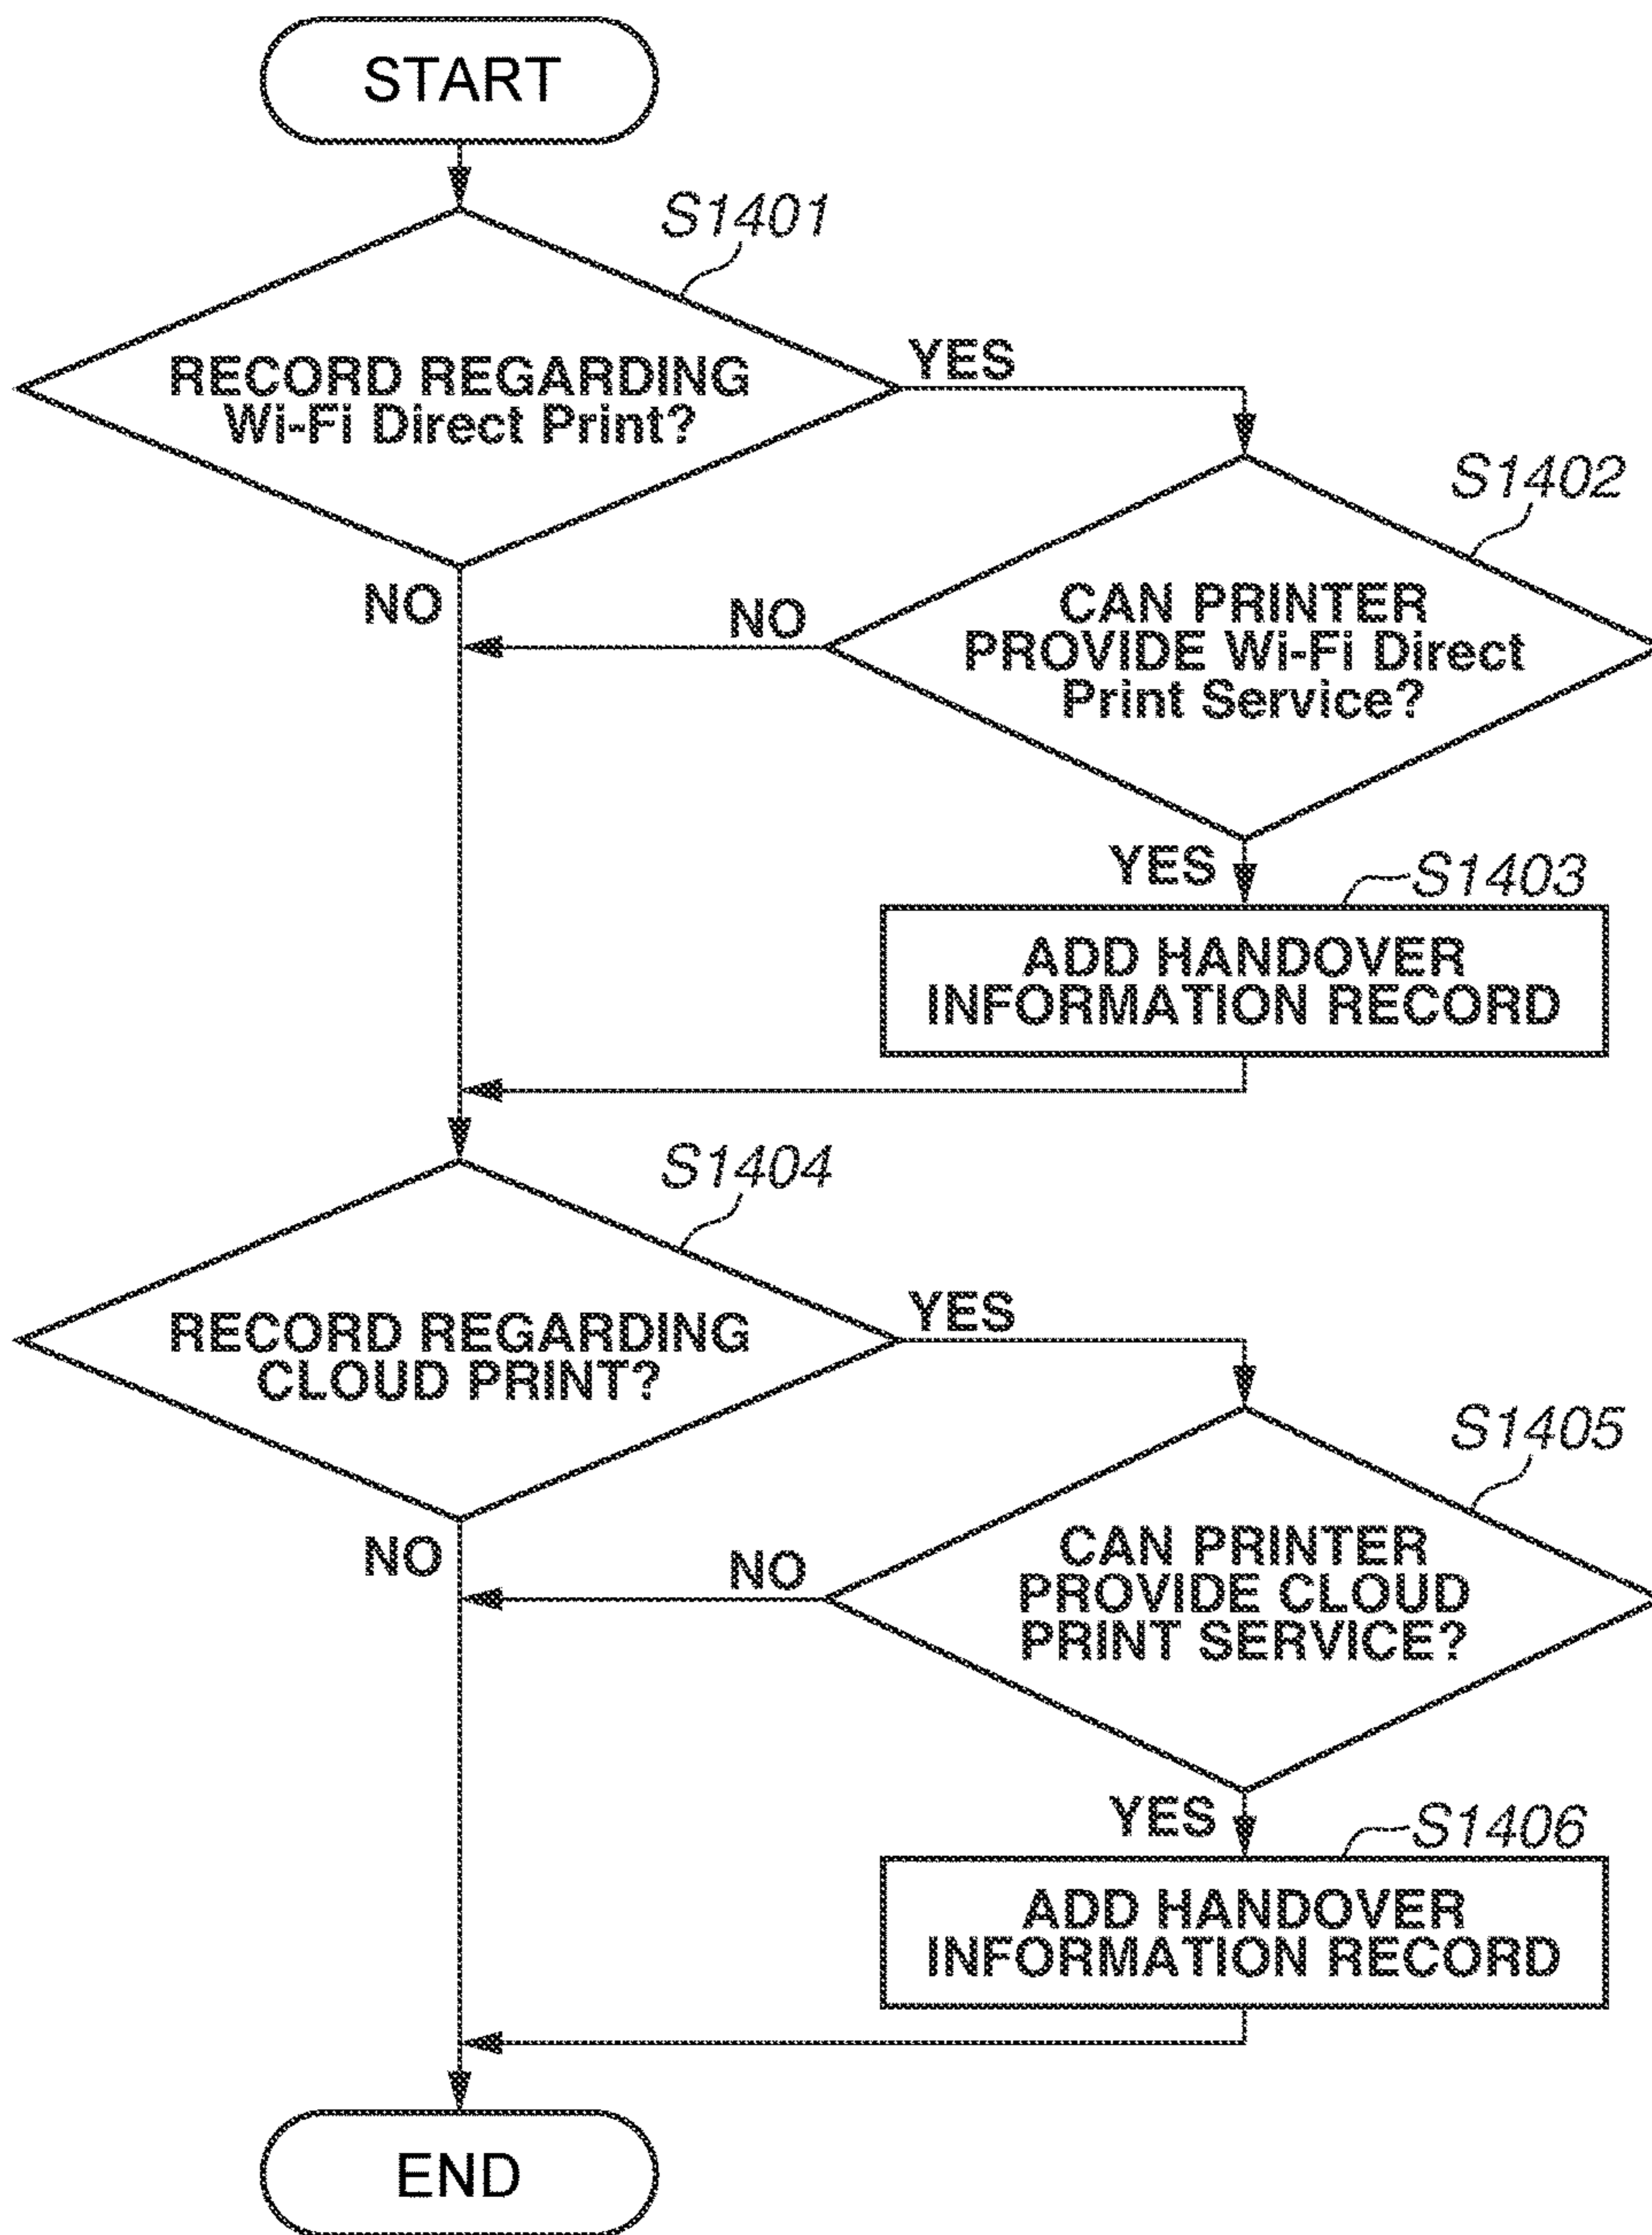 START
S1401
RECORD REGARDING
Wi-Fi Direct Print?
YES
NO
S1402
CAN PRINTER
PROVIDE Wi-Fi Direct
Print Service?
NO
YES
S1403
ADD HANDOVER
INFORMATION RECORD
S1404
RECORD REGARDING
CLOUD PRINT?
YES
NO
S1405
CAN PRINTER
PROVIDE CLOUD
PRINT SERVICE?
NO
YES
S1406
ADD HANDOVER
INFORMATION RECORD
END